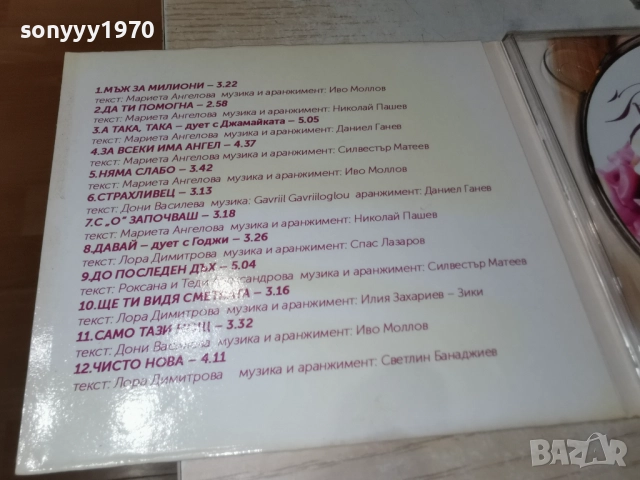 sonyyy1970
1.МЪЖ ЗА МИЛИОНИ – 3.22
текст: Мариета Ангелова музика и аранжимент: Иво Моллов
2.ДА ТИ ПОМОГНА – 2.58
текст: Мариета Ангелова музика и аранжимент: Николай Пашев
3.А ТАКА, ТАКА – дует с Джамайката – 5.05
текст: Мариета Ангелова музика и аранжимент: Даниел Ганев
4.ЗА ВСЕКИ ИМА АНГЕЛ – 4.37
текст: Мариета Ангелова музика и аранжимент: Силвестър Матеев
5.НЯМА СЛАБО – 3.42
текст: Мариета Ангелова музика и аранжимент: Иво Моллов
6.СТРАХЛИВЕЦ – 3.13
текст: Дони Василева музика: Gavriil Gavriiloglou аранжимент: Даниел Ганев
7.С „О“ ЗАПОЧВАШ – 3.18
текст: Мариета Ангелова музика и аранжимент: Николай Пашев
8.ДАВАЙ – дует с Годжи – 3.26
текст: Лора Димитрова музика и аранжимент: Спас Лазаров
9.ДО ПОСЛЕДЕН ДЪХ – 5.04
текст: Роксана и Теди Александрова музика и аранжимент: Силвестър Матеев
10.ЩЕ ТИ ВИДЯ СМЕТКАТА – 3.16
текст: Лора Димитрова музика и аранжимент: Илия Захариев – Зики
11.САМО ТАЗИ НОЩ – 3.32
текст: Дони Василева музика и аранжимент: Иво Моллов
12.ЧИСТО НОВА – 4.11
текст: Лора Димитрова музика и аранжимент: Светлин Банаджиев
BAZAR